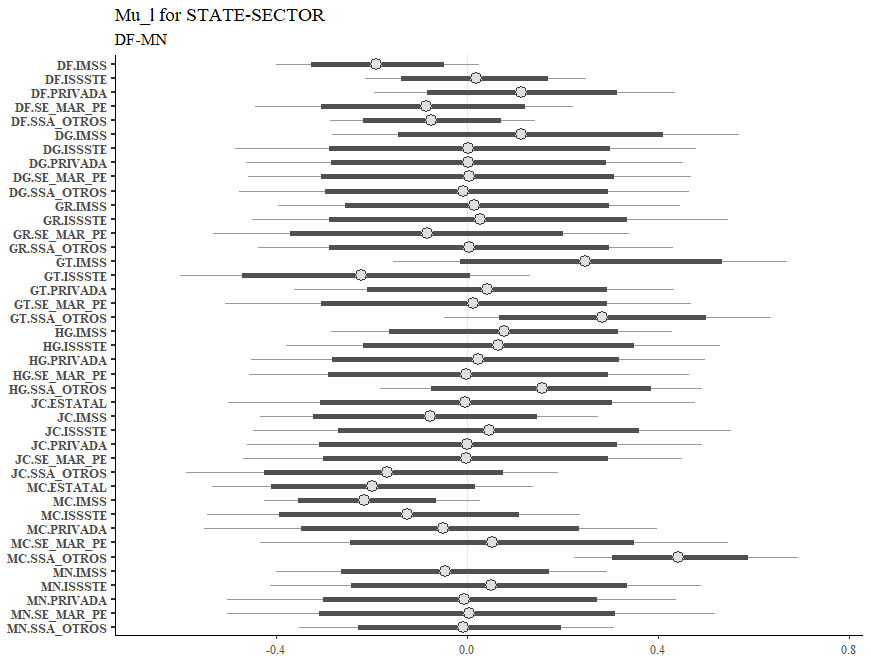 Mu_l for STATE-SECTOR
DF-MN
DF.IMSS
DF.ISSSTE
DF.PRIVADA
DF.SE_MAR_PE
DF.SSA_OTROS
DG.IMSS
DG.ISSSTE
DG.PRIVADA
DG.SE_MAR_PE
DG.SSA_OTROS
GR.IMSS
GR.ISSSTE
GR.SE_MAR_PE
GR.SSA_OTROS
GT.IMSS
GT.ISSSTE
GT.PRIVADA
GT.SE_MAR_PE
GT.SSA_OTROS
HG.IMSS
HG.ISSSTE
HG.PRIVADA
HG.SE_MAR_PE
HG.SSA_OTROS
JC.ESTATAL
JC.IMSS
JC.ISSSTE
JC.PRIVADA
JC.SE_MAR_PE
JC.SSA_OTROS
MC.ESTATAL
MC.IMSS
MC.ISSSTE
MC.PRIVADA
MC.SE_MAR_PE
MC.SSA_OTROS
MN.IMSS
MN.ISSSTE
MN.PRIVADA
MN.SE_MAR_PE
MN.SSA_OTROS
-0.4 0.0 0.4 0.8